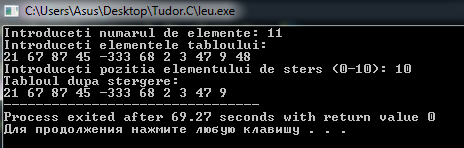 C:\Users\Asus\Desktop\Tudor.C\leu.exe
Introduceti numarul de elemente: 11
Introduceti elementele tabloului:
21 67 87 45 -333 68 2 3 47 9 48
Introduceti pozitia elementului de sters (0-10): 10
Tabloul dupa stergere:
21 67 87 45 -333 68 2 3 47 9
--------------------------------
Process exited after 69.27 seconds with return value 0
Для продолжения нажмите любую клавишу . . .